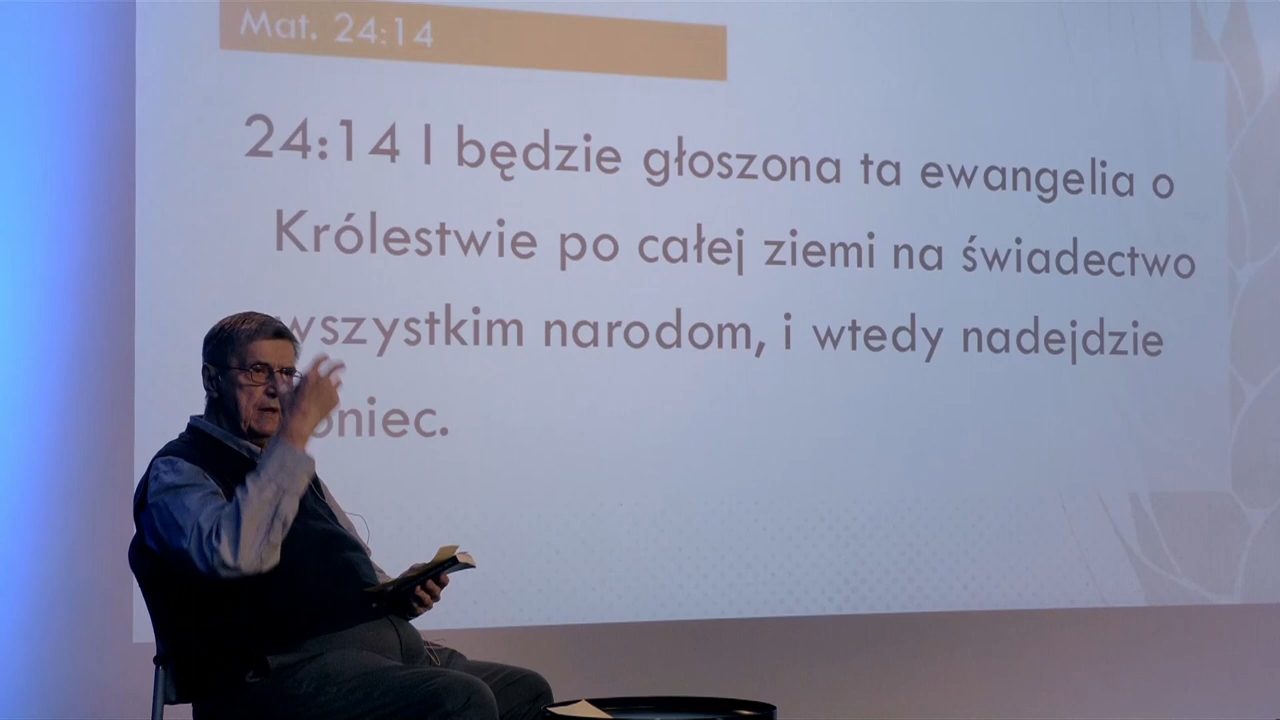 Mat. 24:14
24:14 I będzie głoszona ta ewangelia o
Królestwie po całej ziemi na świadectwo
wszystkim narodom, i wtedy nadejdzie
oniec.